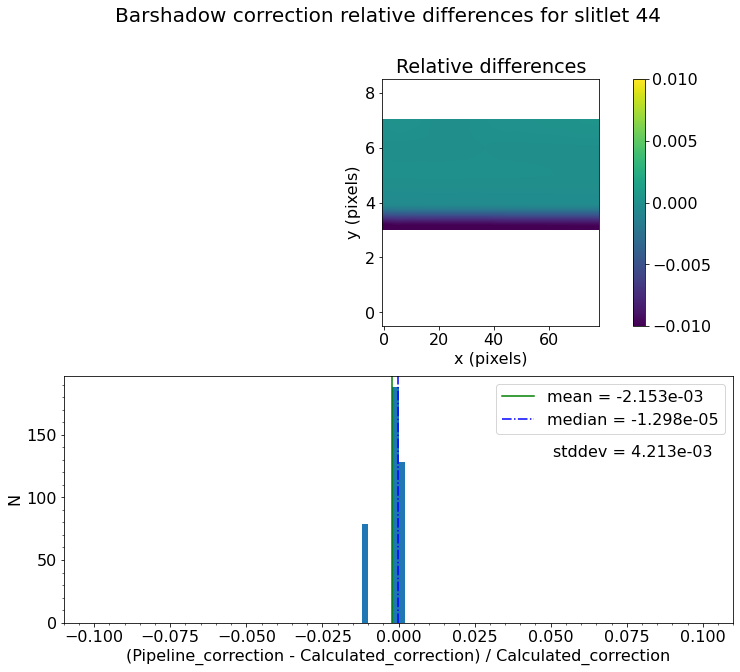 Barshadow correction relative differences for slitlet 44
Relative differences
8
6
4
2
0
y (pixels)
0 20 40 60
x (pixels)
0.010
0.005
0.000
−0.005
−0.010
150
100
50
0
N
mean = -2.153e-03
median = -1.298e-05
stddev = 4.213e-03
−0.100 −0.075 −0.050 −0.025 0.000 0.025 0.050 0.075 0.100
(Pipeline_correction - Calculated_correction) / Calculated_correction